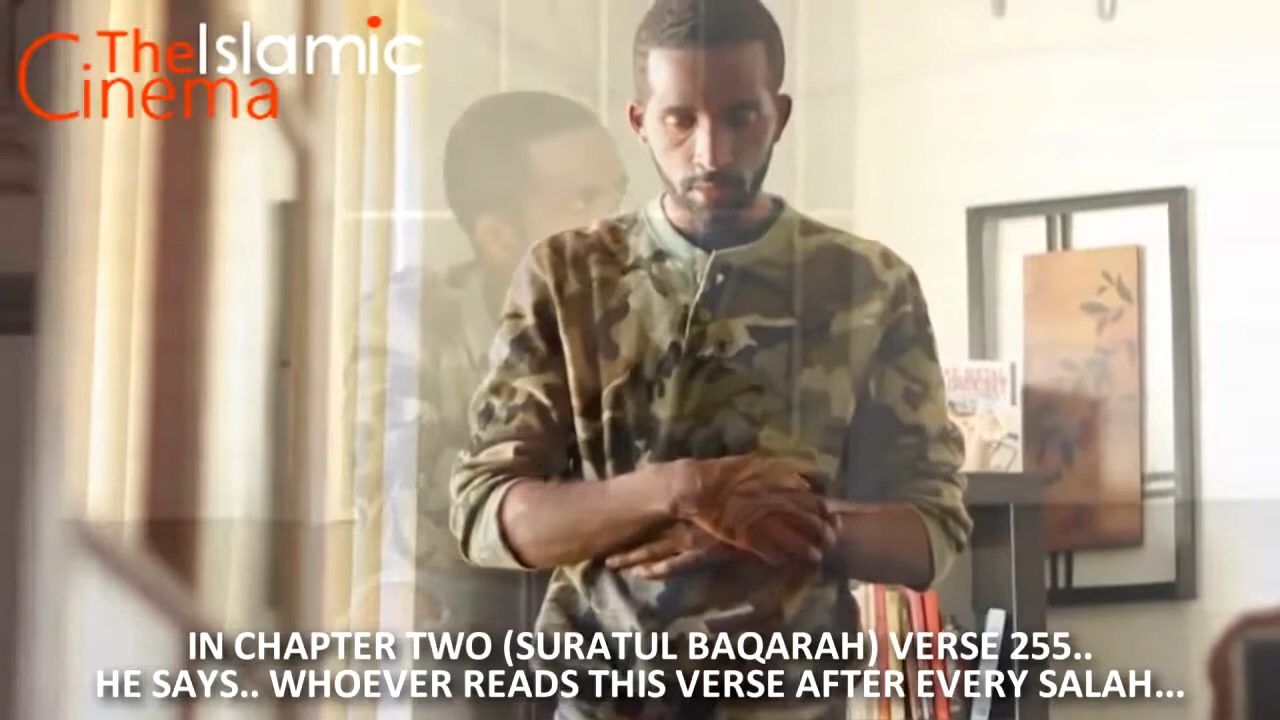 TheIslamic
Cinema
IN CHAPTER TWO (SURATUL BAQARAH) VERSE 255..
HE SAYS.. WHOEVER READS THIS VERSE AFTER EVERY SALAH...